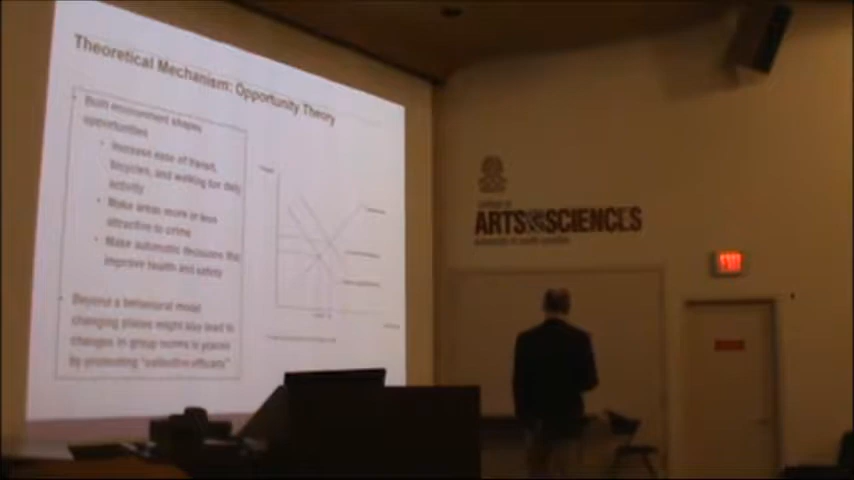 Theoretical Mechanism: Opportunity Theory
Built environment shapes
opportunities
Increase ease of transit,
bicycles, and walking for daily
activity
Make areas more or less
attractive to crime
Make automatic decisions that
improve health and safety
Beyond a behavioral model
changing places might also lead to
changes in group norms in places
by promoting "collective efficacy"
ARTS & SCIENCES
EXIT